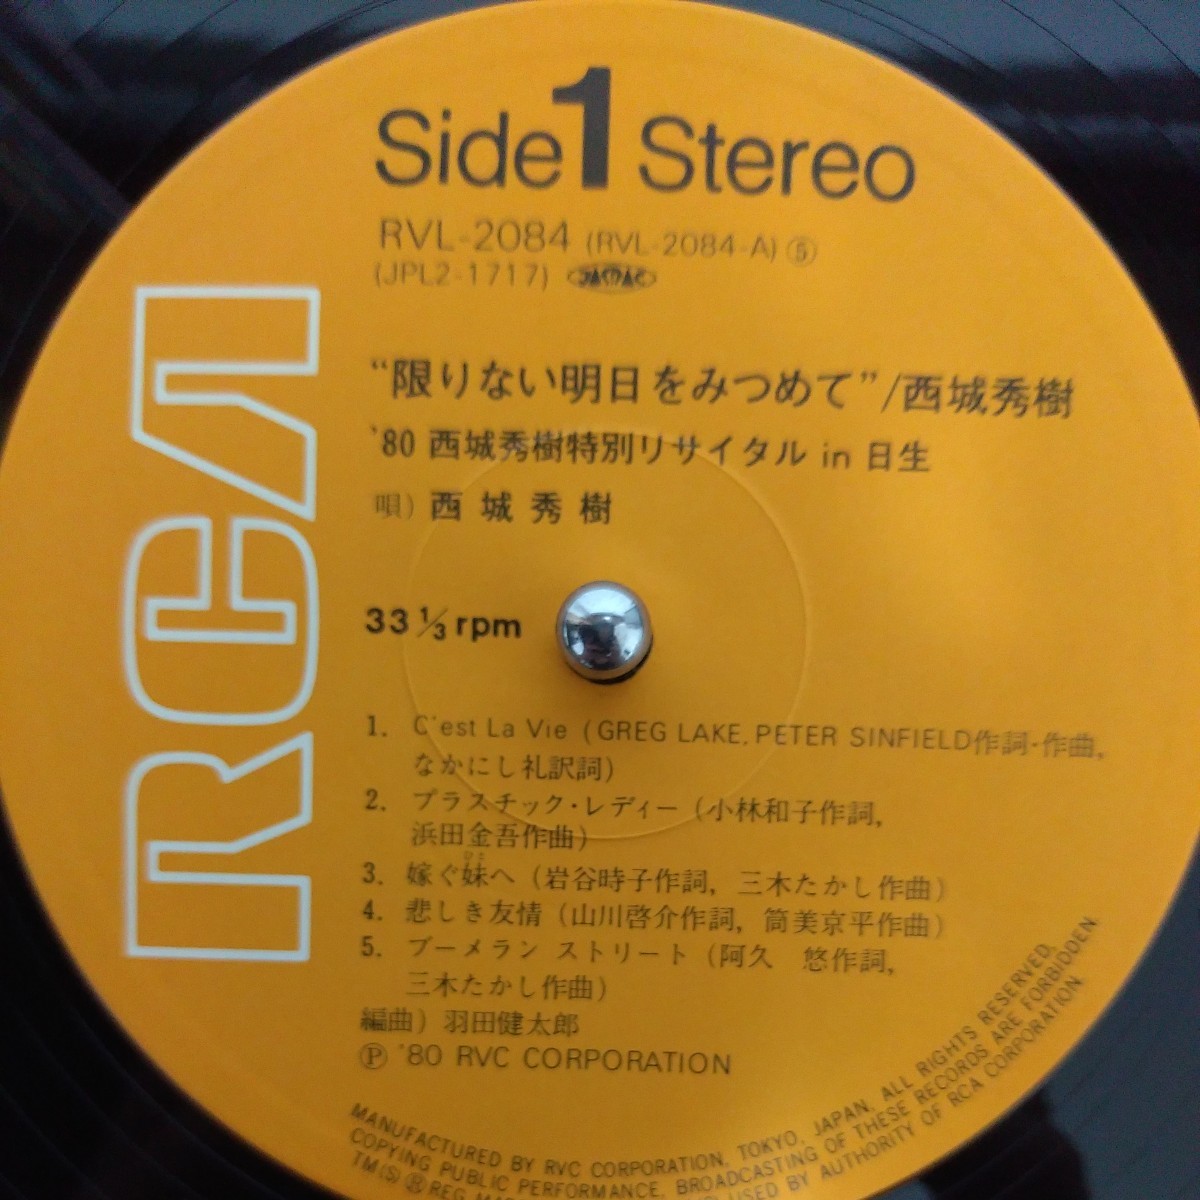 Side 1 Stereo
RVL-2084 (RVL-2084-A) ⑤
(JPL2-1717) JASRAC
RCA
“限りない明日をみつめて”/西城秀樹
'80 西城秀樹特別リサイタル in 日生
唄) 西城秀樹
33 1/3 rpm
1. C'est La Vie (GREG LAKE, PETER SINFIELD作詞・作曲,
なかにし礼訳詞)
2. プラスチック・レディー (小林和子作詞,
浜田金吾作曲)
ひと
3. 嫁ぐ妹へ (岩谷時子作詞, 三木たかし作曲)
4. 悲しき友情 (山川啓介作詞, 筒美京平作曲)
5. ブーメラン ストリート (阿久 悠作詞,
三木たかし作曲)
編曲) 羽田健太郎
Ⓟ '80 RVC CORPORATION
MANUFACTURED BY RVC CORPORATION, TOKYO, JAPAN, ALL RIGHTS RESERVED,
COPYING PUBLIC PERFORMANCE, BROADCASTING OF THESE RECORDS ARE FORBIDDEN.
TM(S) Ⓡ REG. USED BY AUTHORITY OF RCA CORPORATION